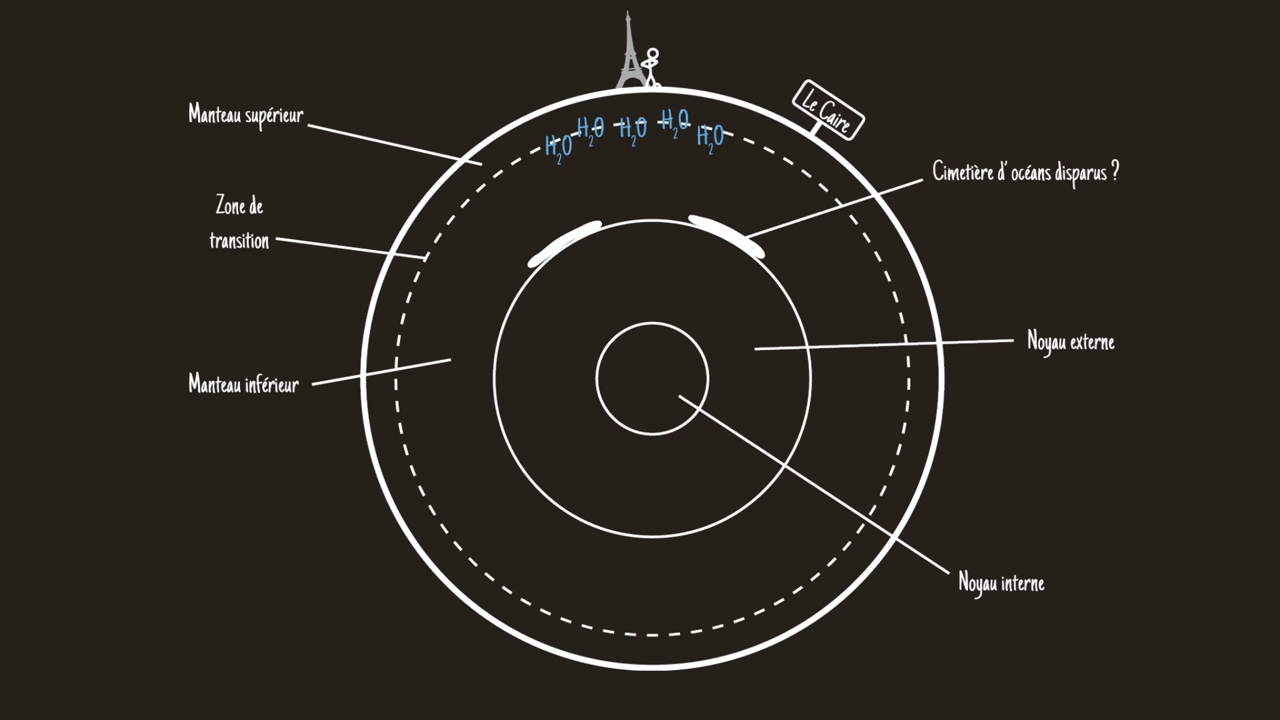 Le Caire
Manteau supérieur
H₂O H₂O H₂O H₂O H₂O
Cimetière d'océans disparus ?
Zone de
transition
Noyau externe
Manteau inférieur
Noyau interne